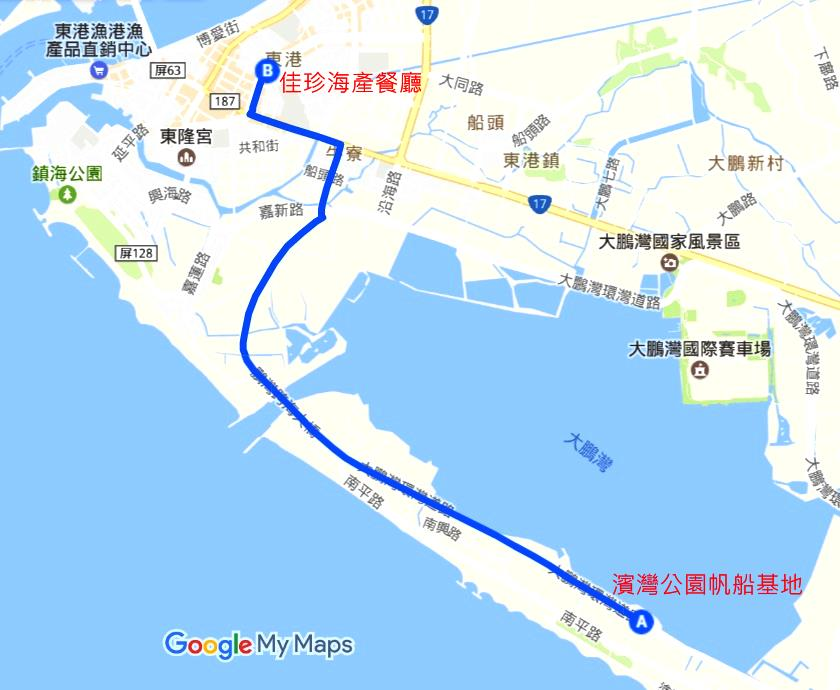 博愛街
17
下廍路
東港漁港漁
產品直銷中心
屏63
東港
B
佳珍海產餐廳
大同路
187
船頭
船頭路
延平路
東隆宮
共和街
東港鎮
大鵬新村
鎮海公園
船頭路
沿海路
大鵬七路
興海路
嘉新路
17
大鵬路
屏128
嘉蓮路
大鵬灣國家風景區
大鵬灣環灣道路
大鵬灣環灣道路
大鵬灣國際賽車場
大鵬灣
南平路
南興路
大鵬灣環灣道路
濱灣公園帆船基地
A
南平路
Google My Maps